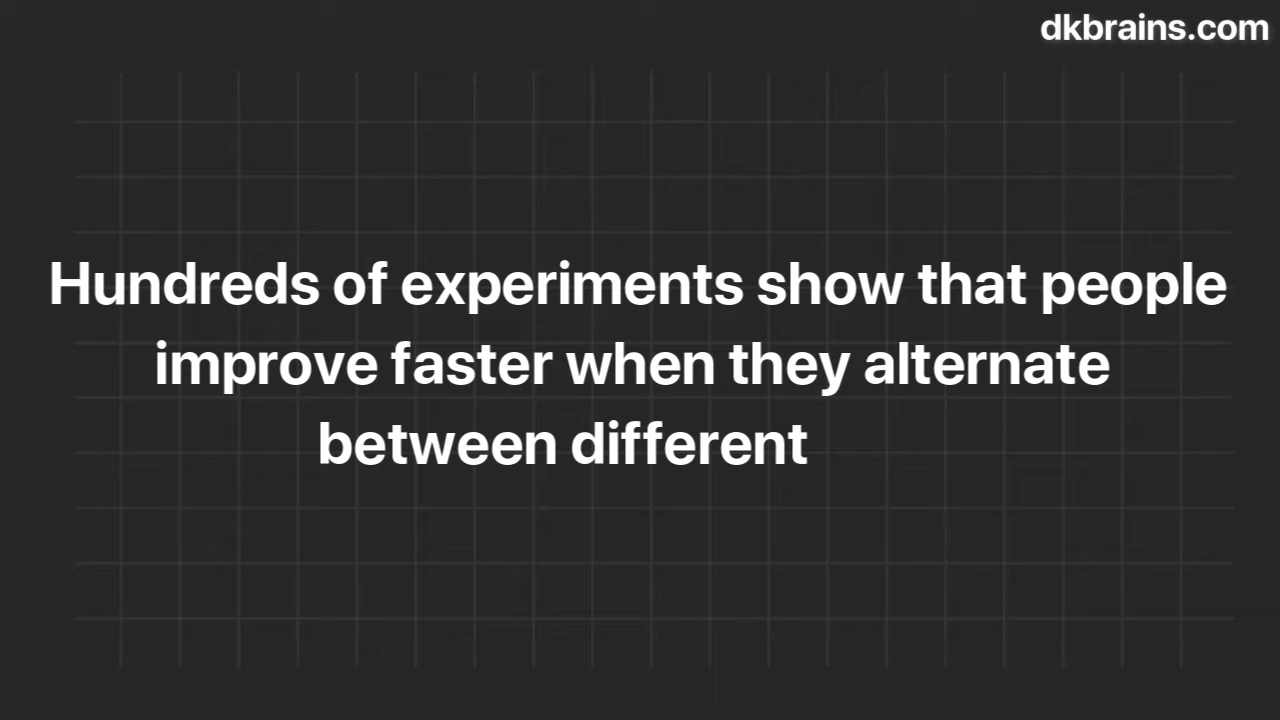 dkbrains.com
Hundreds of experiments show that people
improve faster when they alternate
between different